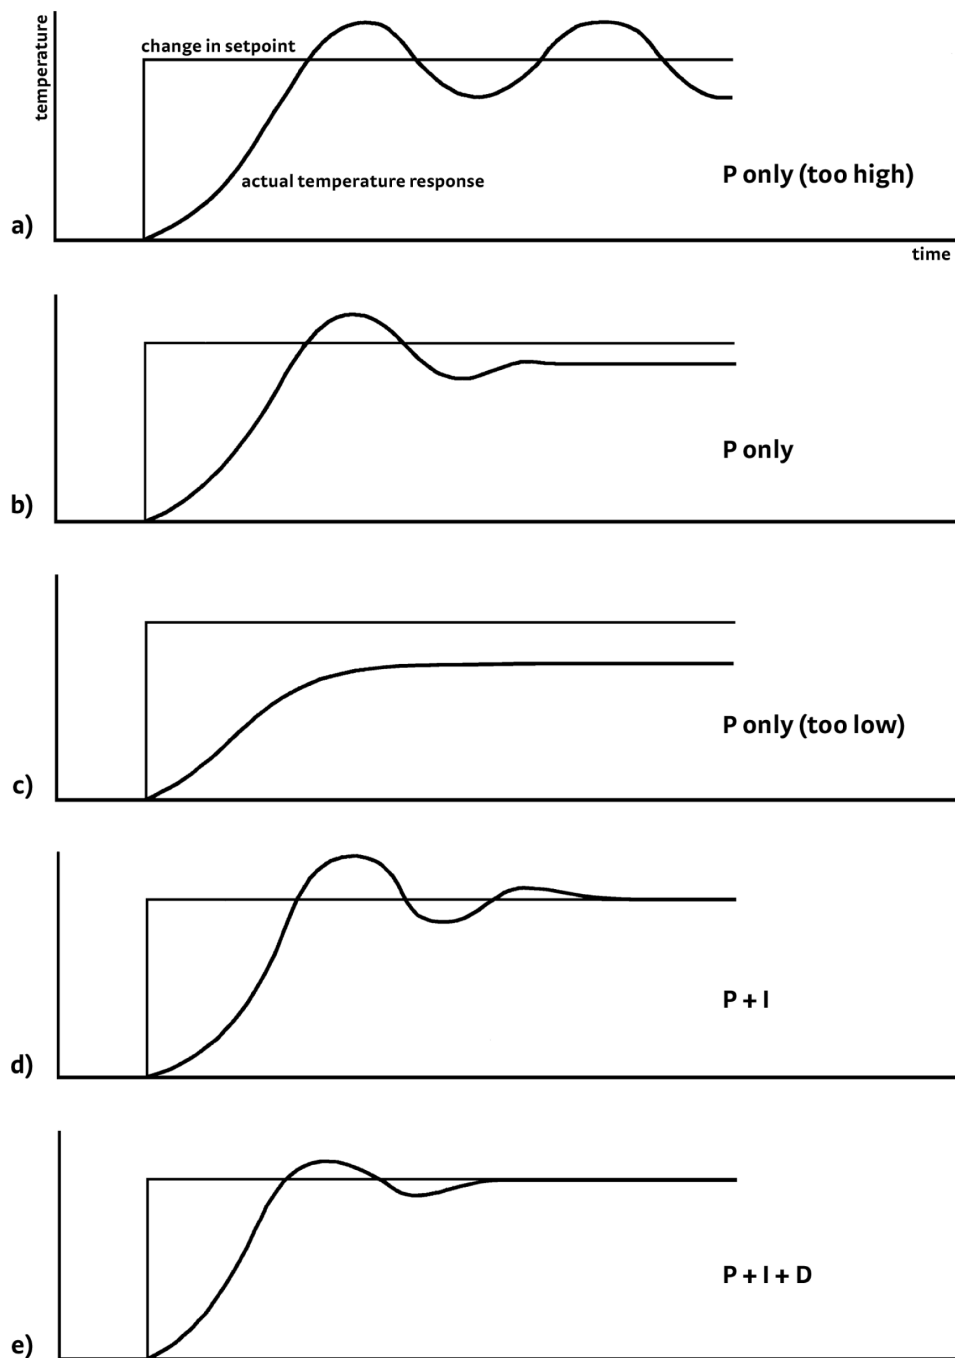 temperature
change in setpoint
actual temperature response
P only (too high)
a)
time
P only
b)
P only (too low)
c)
P + I
d)
P + I + D
e)